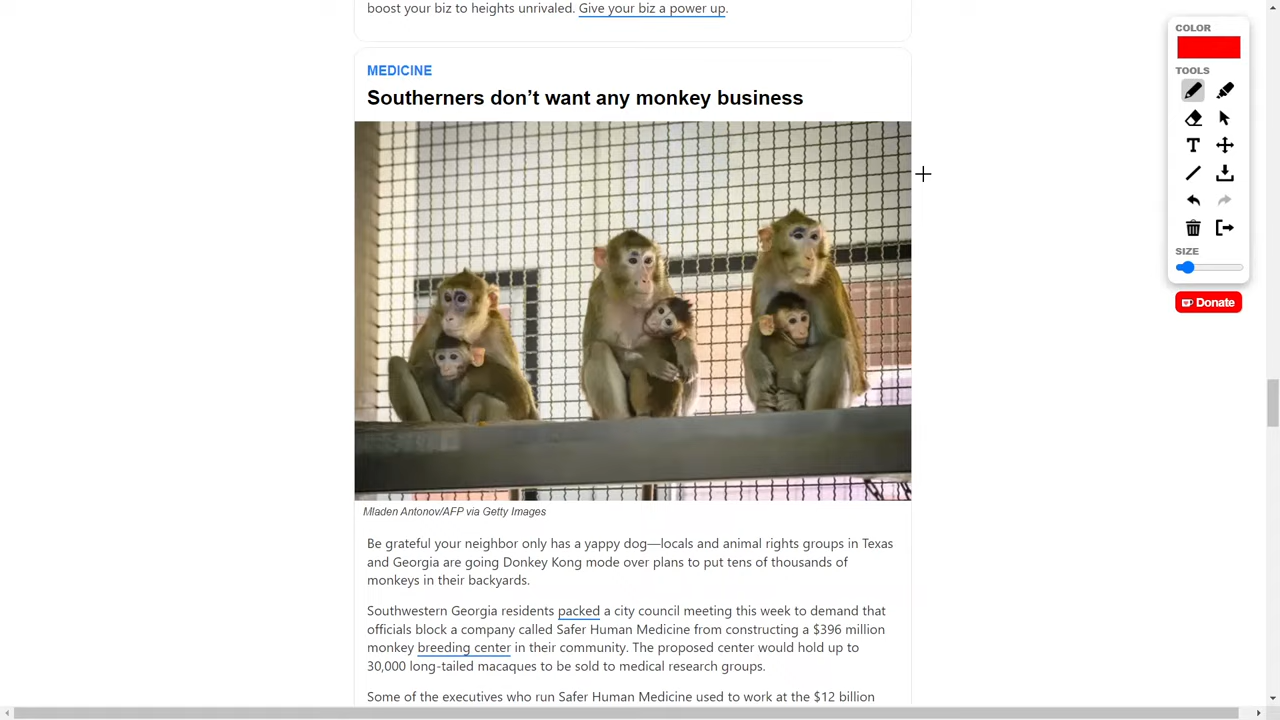 boost your biz to heights unrivaled. Give your biz a power up.
MEDICINE
Southerners don’t want any monkey business
Mladen Antonov/AFP via Getty Images
Be grateful your neighbor only has a yappy dog—locals and animal rights groups in Texas
and Georgia are going Donkey Kong mode over plans to put tens of thousands of
monkeys in their backyards.
Southwestern Georgia residents packed a city council meeting this week to demand that
officials block a company called Safer Human Medicine from constructing a $396 million
monkey breeding center in their community. The proposed center would hold up to
30,000 long-tailed macaques to be sold to medical research groups.
Some of the executives who run Safer Human Medicine used to work at the $12 billion
COLOR
TOOLS
T
SIZE
Donate